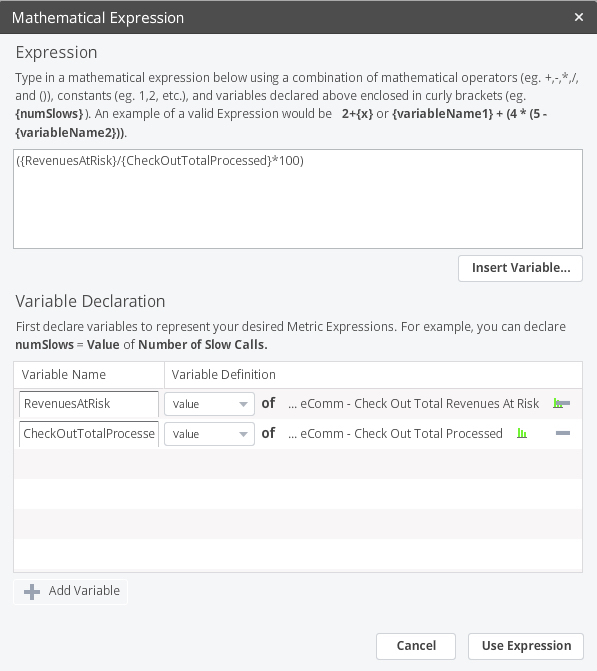 Mathematical Expression ×
Expression
Type in a mathematical expression below using a combination of mathematical operators (eg. +,-,*,/,
and ()), constants (eg. 1,2, etc.), and variables declared above enclosed in curly brackets (eg.
{numSlows}). An example of a valid Expression would be 2+{x} or {variableName1} + (4 * (5 -
{variableName2})).
({RevenuesAtRisk}/{CheckOutTotalProcessed}*100)
Insert Variable...
Variable Declaration
First declare variables to represent your desired Metric Expressions. For example, you can declare
numSlows = Value of Number of Slow Calls.
Variable Name Variable Definition
RevenuesAtRisk Value of ... eComm - Check Out Total Revenues At Risk
CheckOutTotalProcesse Value of ... eComm - Check Out Total Processed
Add Variable
Cancel Use Expression